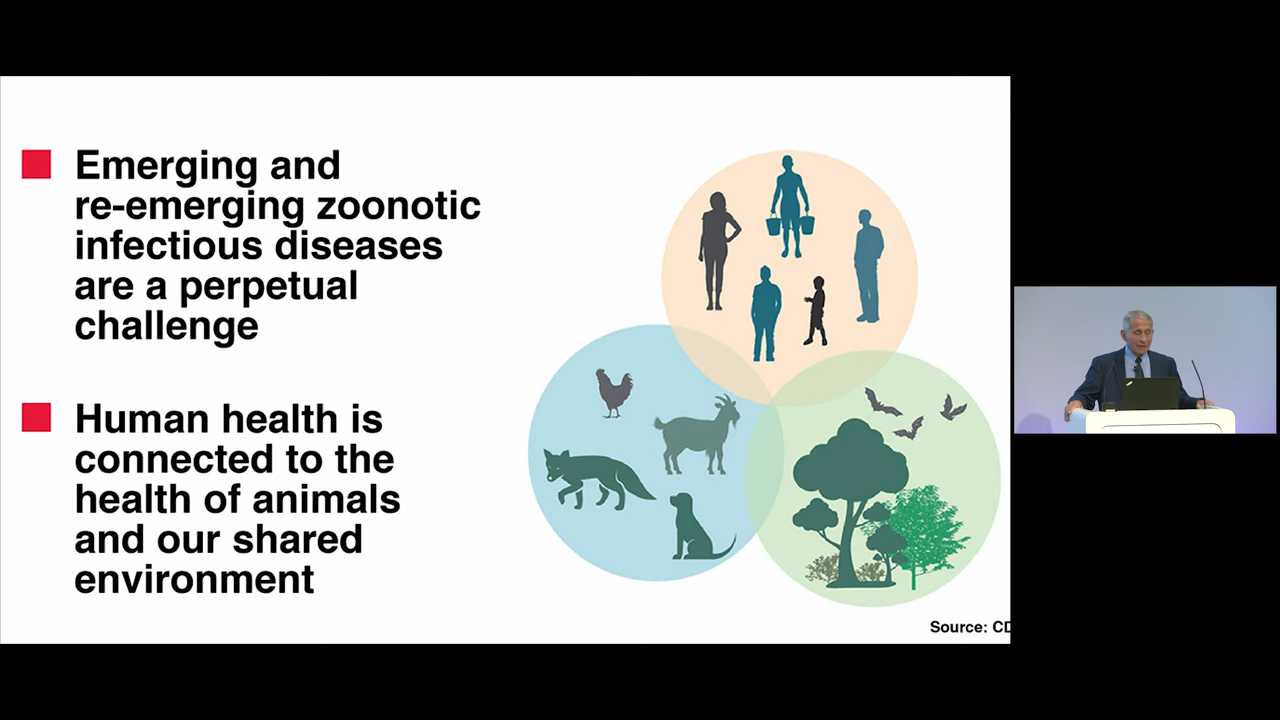 Emerging and
re-emerging zoonotic
infectious diseases
are a perpetual
challenge
Human health is
connected to the
health of animals
and our shared
environment
Source: CD